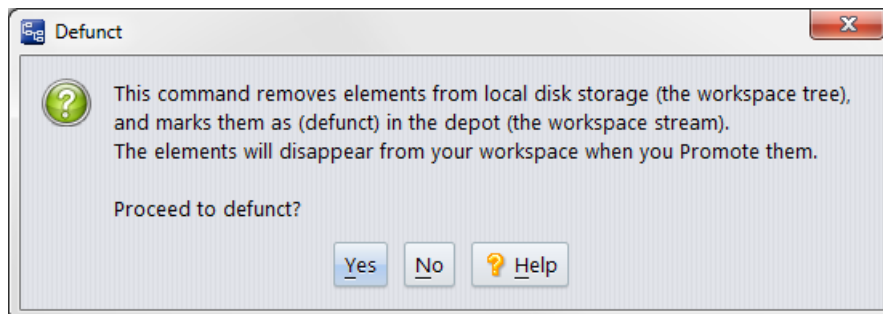 Defunct
This command removes elements from local disk storage (the workspace tree),
and marks them as (defunct) in the depot (the workspace stream).
The elements will disappear from your workspace when you Promote them.
Proceed to defunct?
Yes No Help